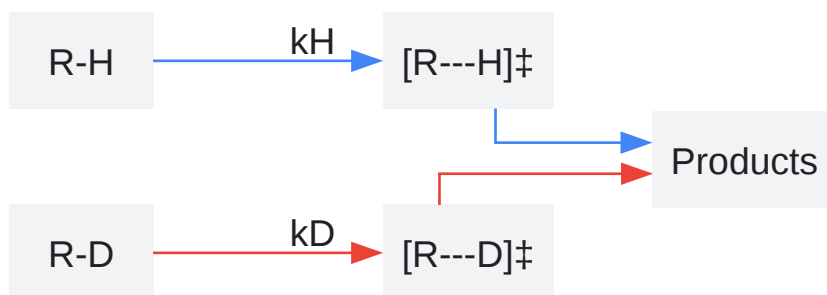 R-H
kH
[R---H]‡
Products
R-D
kD
[R---D]‡